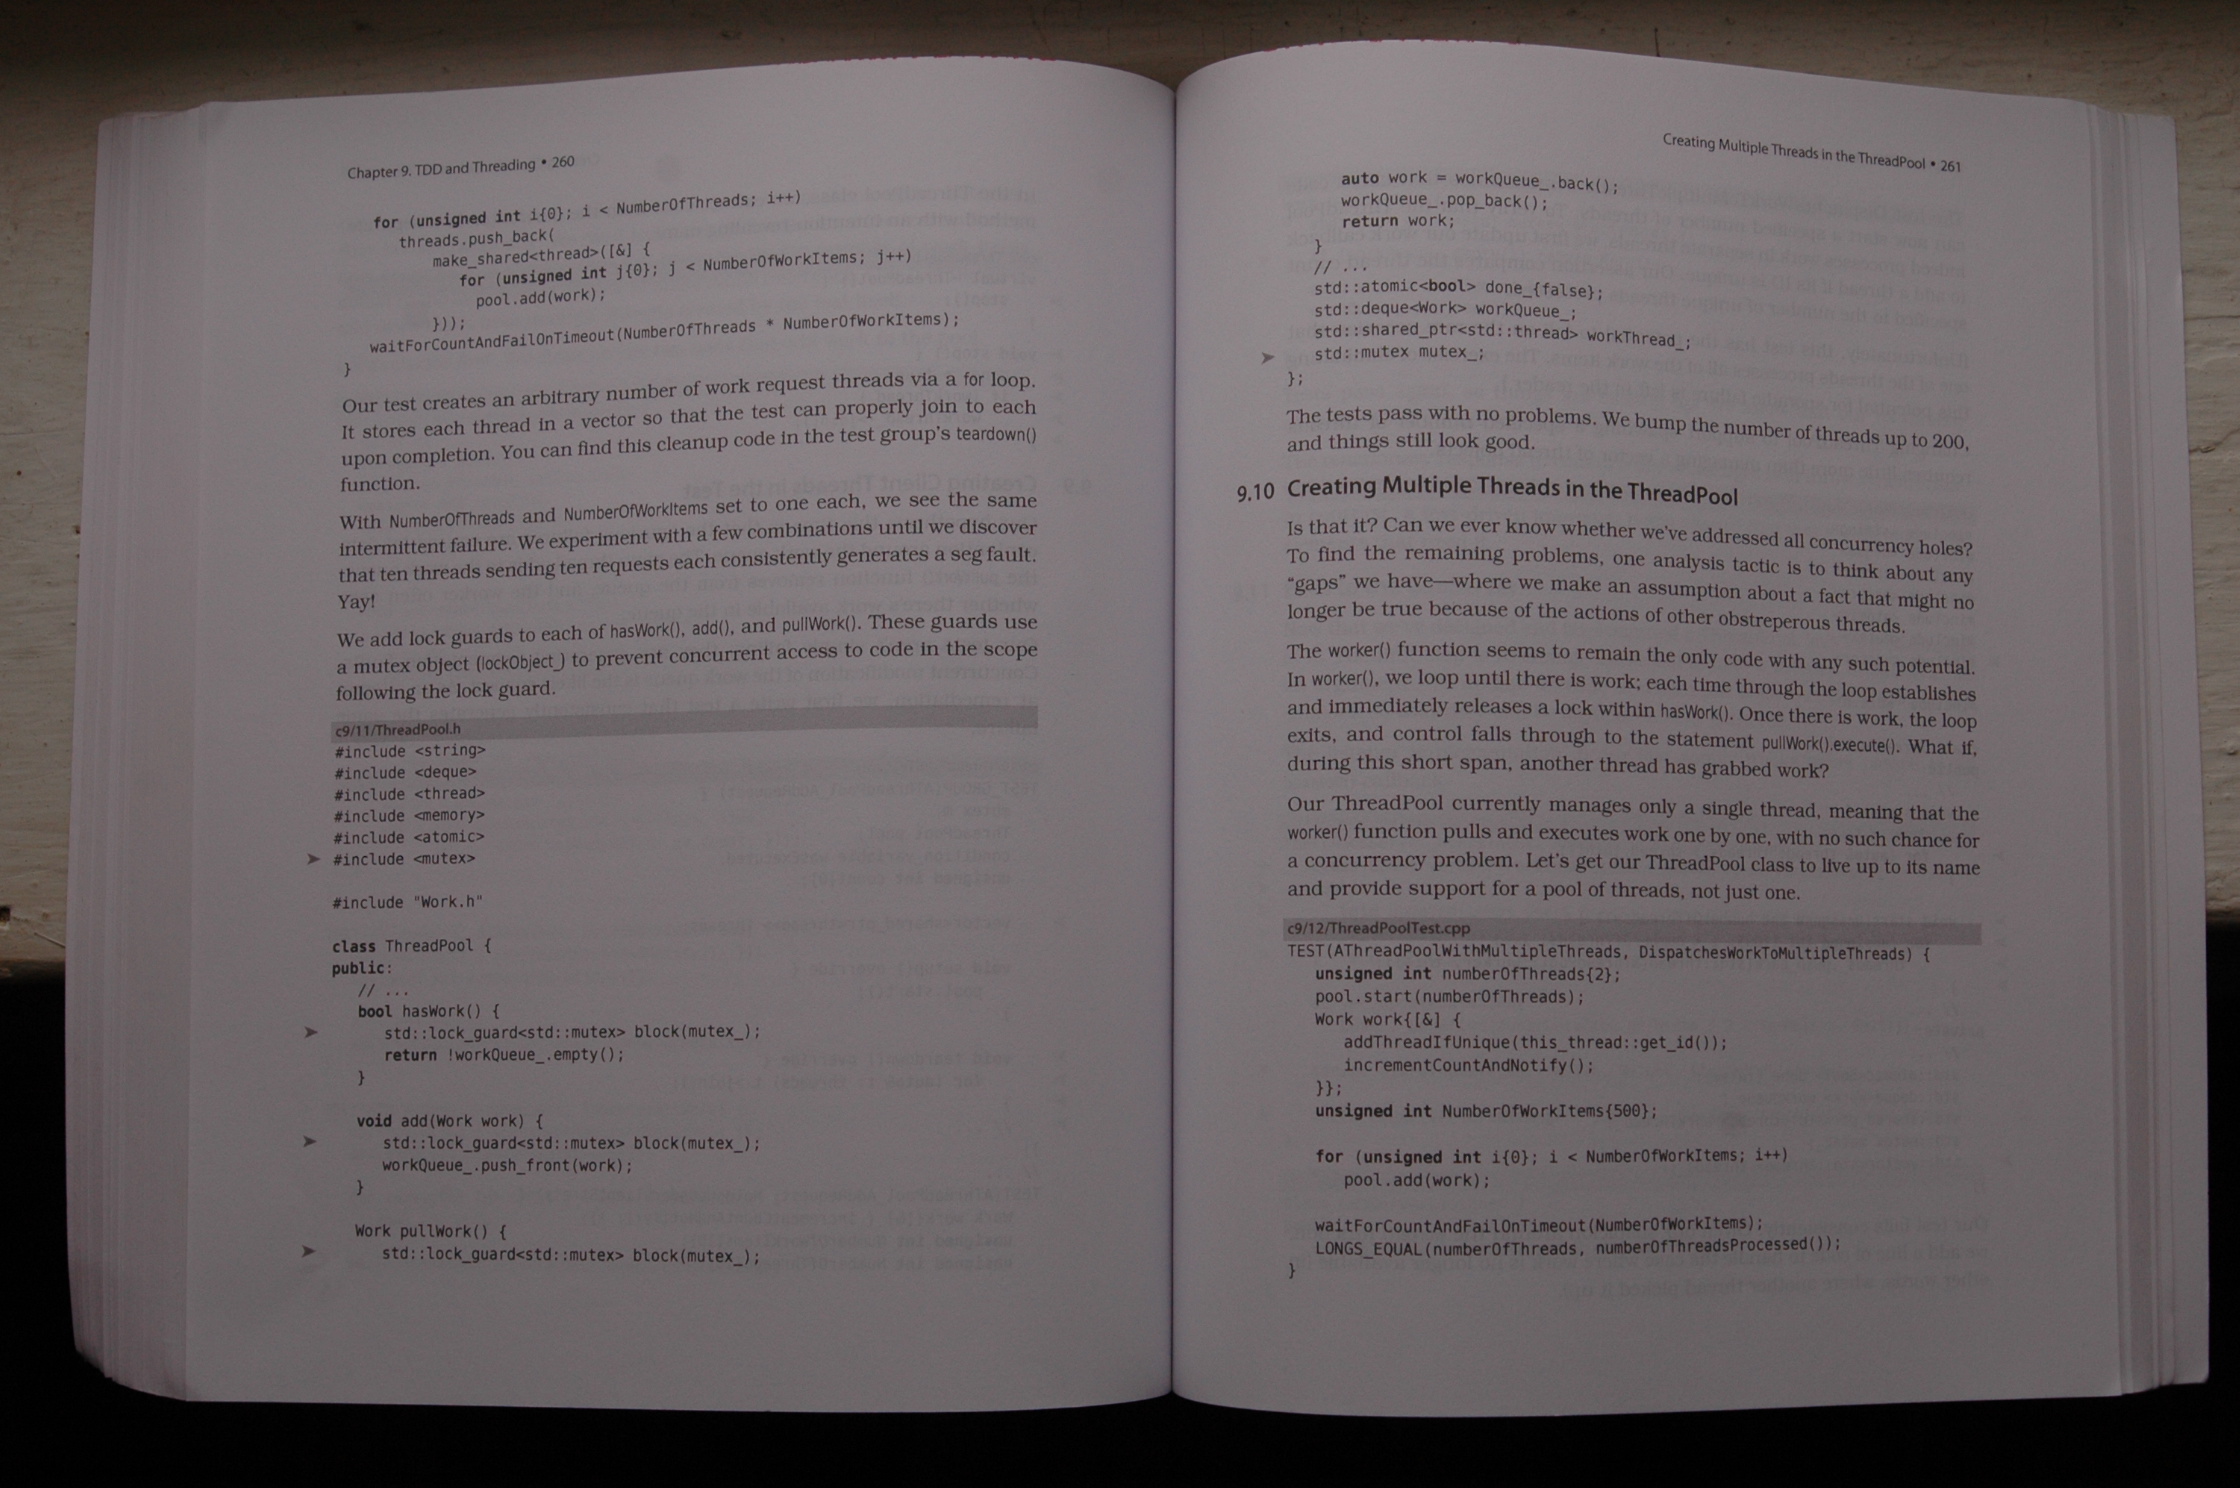 Chapter 9. TDD and Threading • 260
for (unsigned int i{0}; i < NumberOfThreads; i++)
threads.push_back(
make_shared<thread>([&] {
for (unsigned int j{0}; j < NumberOfWorkItems; j++)
pool.add(work);
}));
waitForCountAndFailOnTimeout(NumberOfThreads * NumberOfWorkItems);
}
Our test creates an arbitrary number of work request threads via a for loop.
It stores each thread in a vector so that the test can properly join to each
upon completion. You can find this cleanup code in the test group's teardown()
function.
With NumberOfThreads and NumberOfWorkItems set to one each, we see the same
intermittent failure. We experiment with a few combinations until we discover
that ten threads sending ten requests each consistently generates a seg fault.
Yay!
We add lock guards to each of hasWork(), add(), and pullWork(). These guards use
a mutex object (lockObject_) to prevent concurrent access to code in the scope
following the lock guard.
c9/11/ThreadPool.h
#include <string>
#include <deque>
#include <thread>
#include <memory>
#include <atomic>
➤ #include <mutex>
#include "Work.h"
class ThreadPool {
public:
// ...
bool hasWork() {
➤ std::lock_guard<std::mutex> block(mutex_);
return !workQueue_.empty();
}
void add(Work work) {
➤ std::lock_guard<std::mutex> block(mutex_);
workQueue_.push_front(work);
}
Work pullWork() {
➤ std::lock_guard<std::mutex> block(mutex_);
Creating Multiple Threads in the ThreadPool • 261
auto work = workQueue_.back();
workQueue_.pop_back();
return work;
}
// ...
std::atomic<bool> done_{false};
std::deque<Work> workQueue_;
std::shared_ptr<std::thread> workThread_;
➤ std::mutex mutex_;
};
The tests pass with no problems. We bump the number of threads up to 200,
and things still look good.
9.10 Creating Multiple Threads in the ThreadPool
Is that it? Can we ever know whether we've addressed all concurrency holes?
To find the remaining problems, one analysis tactic is to think about any
“gaps” we have—where we make an assumption about a fact that might no
longer be true because of the actions of other obstreperous threads.
The worker() function seems to remain the only code with any such potential.
In worker(), we loop until there is work; each time through the loop establishes
and immediately releases a lock within hasWork(). Once there is work, the loop
exits, and control falls through to the statement pullWork().execute(). What if,
during this short span, another thread has grabbed work?
Our ThreadPool currently manages only a single thread, meaning that the
worker() function pulls and executes work one by one, with no such chance for
a concurrency problem. Let's get our ThreadPool class to live up to its name
and provide support for a pool of threads, not just one.
c9/12/ThreadPoolTest.cpp
TEST(AThreadPoolWithMultipleThreads, DispatchesWorkToMultipleThreads) {
unsigned int numberOfThreads{2};
pool.start(numberOfThreads);
Work work{[&] {
addThreadIfUnique(this_thread::get_id());
incrementCountAndNotify();
}};
unsigned int NumberOfWorkItems{500};
for (unsigned int i{0}; i < NumberOfWorkItems; i++)
pool.add(work);
waitForCountAndFailOnTimeout(NumberOfWorkItems);
LONGS_EQUAL(numberOfThreads, numberOfThreadsProcessed());
}